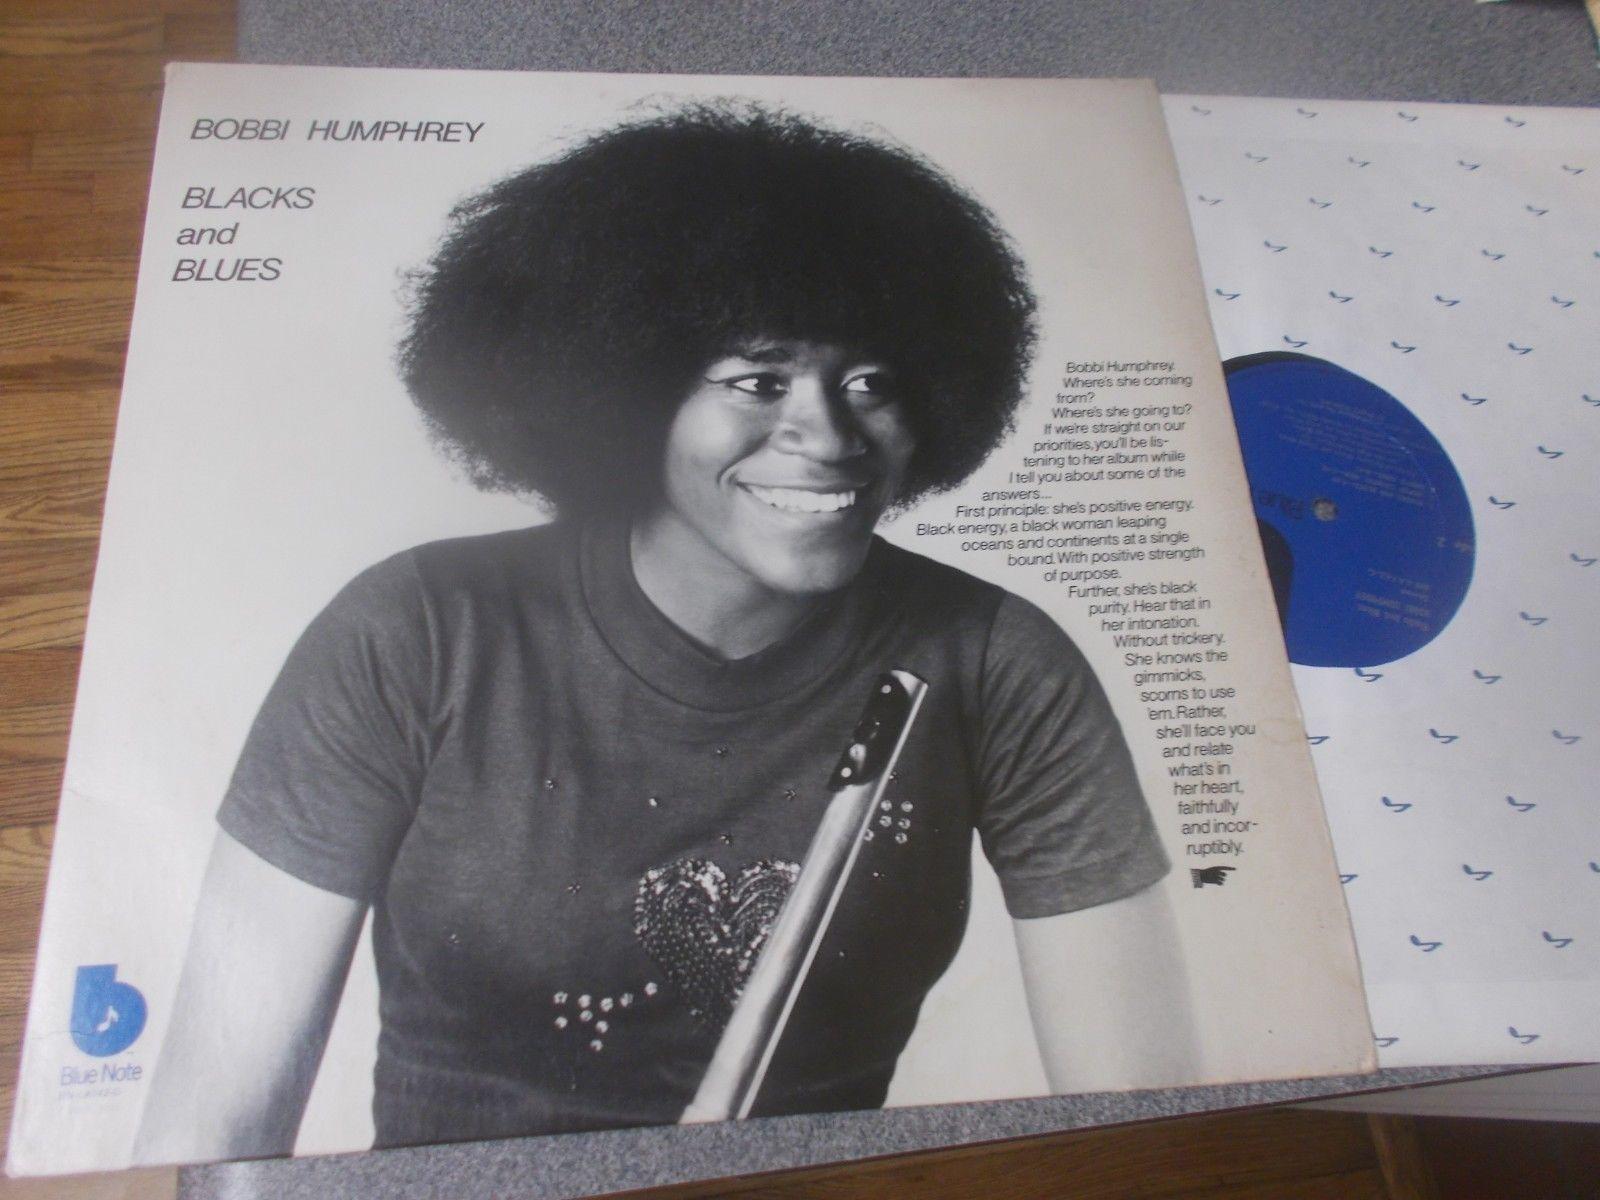 BOBBI HUMPHREY
BLACKS
and
BLUES
Bobbi Humphrey.
Where's she coming
from?
Where's she going to?
If we're straight on our
priorities, you'll be lis-
tening to her album while
I tell you about some of the
answers...
First principle: she's positive energy.
Black energy, a black woman leaping
oceans and continents at a single
bound. With positive strength
of purpose.
Further, she's black
purity. Hear that in
her intonation.
Without trickery.
She knows the
gimmicks,
scorns to use
'em. Rather,
she'll face you
and relate
what's in
her heart,
faithfully
and incor-
ruptibly.
b
Blue Note